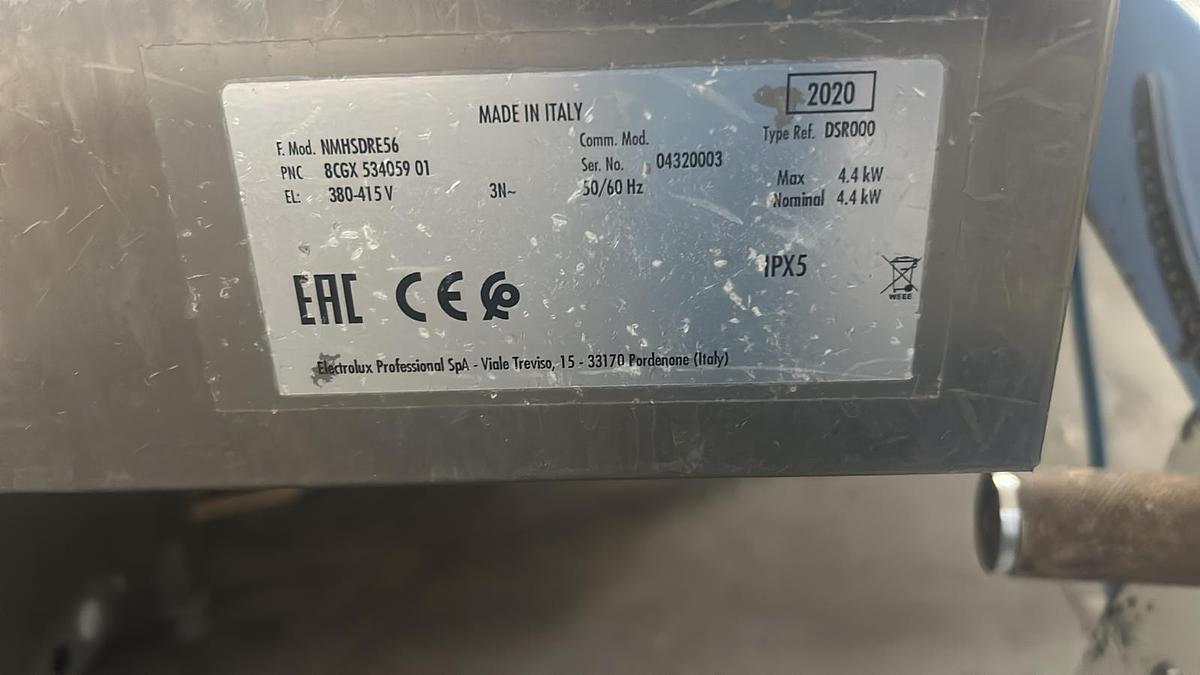 MADE IN ITALY
2020
F. Mod. NMHSDRE56
Comm. Mod.
Type Ref. DSR000
PNC 8CGX 534059 01
Ser. No. 04320003
EL: 380-415 V 3N~ 50/60 Hz
Max 4.4 kW
Nominal 4.4 kW
IPX5
EAC CE
WEEE
Electrolux Professional SpA - Viale Treviso, 15 - 33170 Pordenone (Italy)